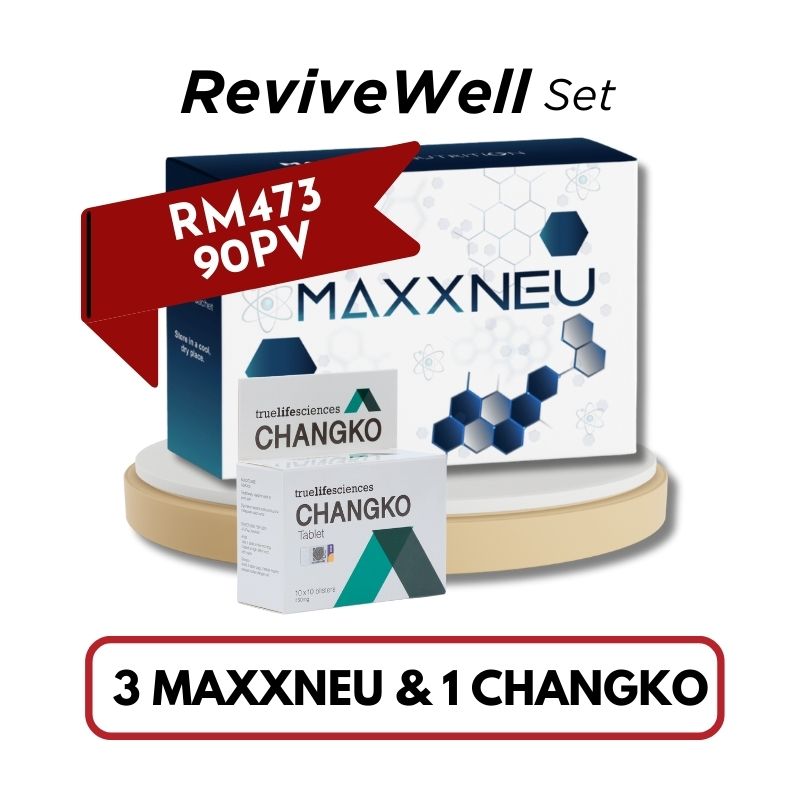 ReviveWell Set
RM473
90PV
NUTRITION
MAXXNEU
Store in a cool,
dry place.
truelifesciences
CHANGKO
truelifesciences
CHANGKO
Tablet
10 x 10 blisters
3 MAXXNEU & 1 CHANGKO